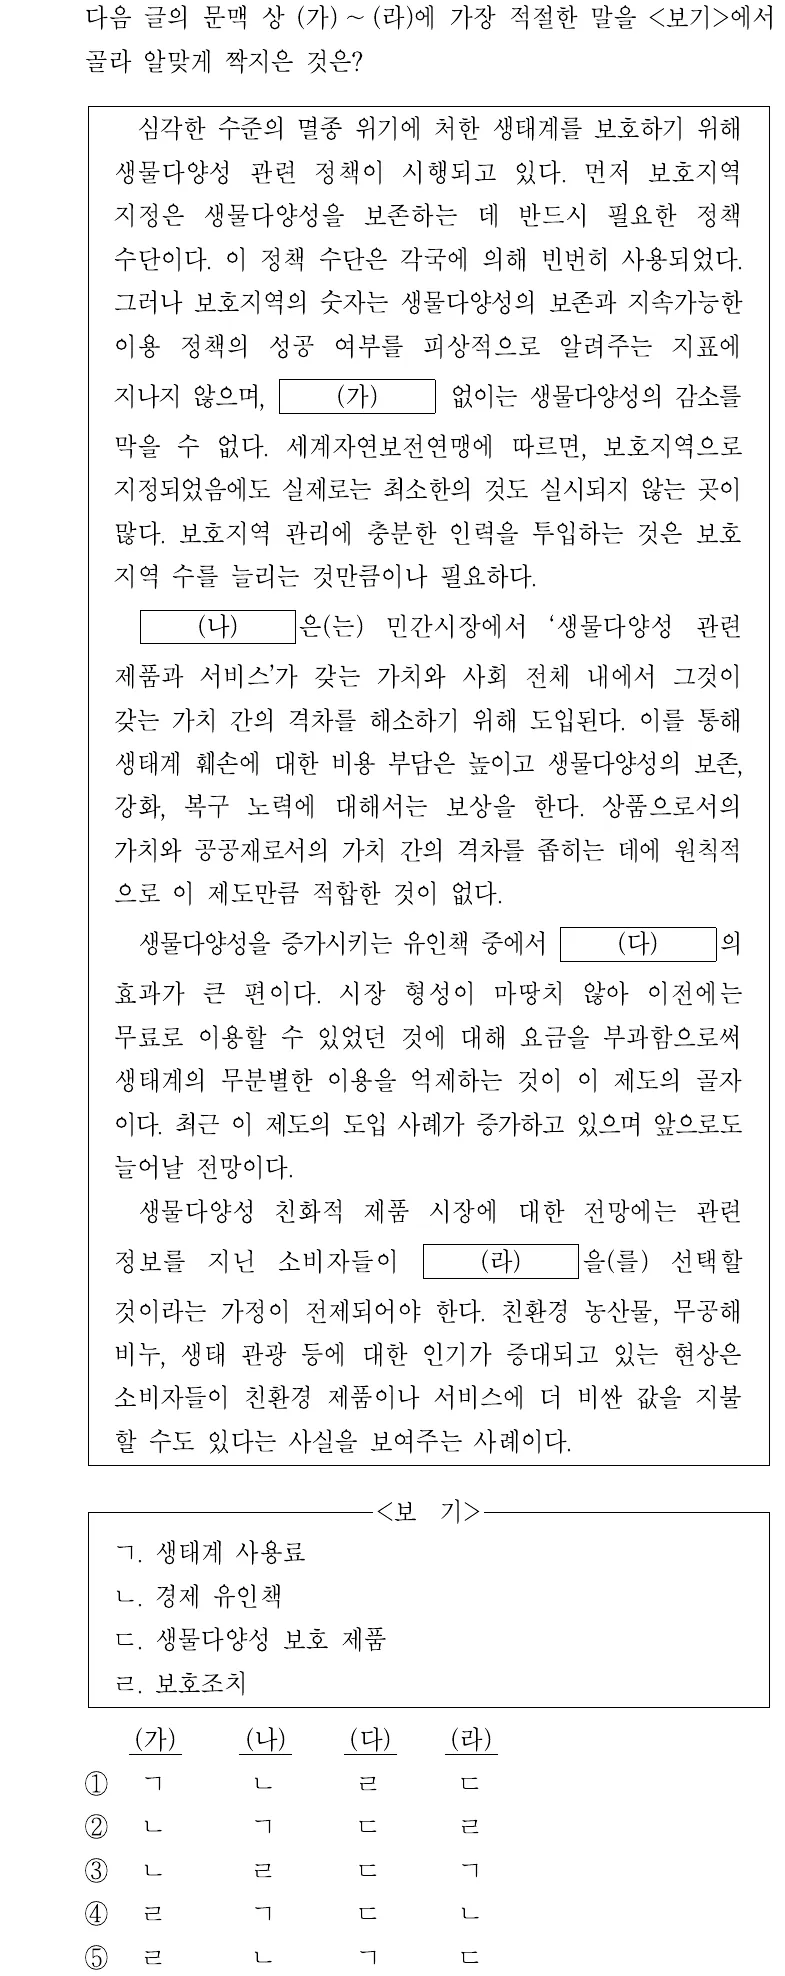 다음 글의 문맥 상 (가) ~ (라)에 가장 적절한 말을 <보기>에서
골라 알맞게 짝지은 것은?
심각한 수준의 멸종 위기에 처한 생태계를 보호하기 위해
생물다양성 관련 정책이 시행되고 있다. 먼저 보호지역
지정은 생물다양성을 보존하는 데 반드시 필요한 정책
수단이다. 이 정책 수단은 각국에 의해 빈번히 사용되었다.
그러나 보호지역의 숫자는 생물다양성의 보존과 지속가능한
이용 정책의 성공 여부를 피상적으로 알려주는 지표에
지나지 않으며, (가) 없이는 생물다양성의 감소를
막을 수 없다. 세계자연보전연맹에 따르면, 보호지역으로
지정되었음에도 실제로는 최소한의 것도 실시되지 않는 곳이
많다. 보호지역 관리에 충분한 인력을 투입하는 것은 보호
지역 수를 늘리는 것만큼이나 필요하다.
(나) 은(는) 민간시장에서 ‘생물다양성 관련
제품과 서비스’가 갖는 가치와 사회 전체 내에서 그것이
갖는 가치 간의 격차를 해소하기 위해 도입된다. 이를 통해
생태계 훼손에 대한 비용 부담은 높이고 생물다양성의 보존,
강화, 복구 노력에 대해서는 보상을 한다. 상품으로서의
가치와 공공재로서의 가치 간의 격차를 좁히는 데에 원칙적
으로 이 제도만큼 적합한 것이 없다.
생물다양성을 증가시키는 유인책 중에서 (다) 의
효과가 큰 편이다. 시장 형성이 마땅치 않아 이전에는
무료로 이용할 수 있었던 것에 대해 요금을 부과함으로써
생태계의 무분별한 이용을 억제하는 것이 이 제도의 골자
이다. 최근 이 제도의 도입 사례가 증가하고 있으며 앞으로도
늘어날 전망이다.
생물다양성 친화적 제품 시장에 대한 전망에는 관련
정보를 지닌 소비자들이 (라) 을(를) 선택할
것이라는 가정이 전제되어야 한다. 친환경 농산물, 무공해
비누, 생태 관광 등에 대한 인기가 증대되고 있는 현상은
소비자들이 친환경 제품이나 서비스에 더 비싼 값을 지불
할 수도 있다는 사실을 보여주는 사례이다.
<보 기>
ㄱ. 생태계 사용료
ㄴ. 경제 유인책
ㄷ. 생물다양성 보호 제품
ㄹ. 보호조치
(가) (나) (다) (라)
① ㄱ ㄴ ㄹ ㄷ
② ㄴ ㄱ ㄷ ㄹ
③ ㄴ ㄹ ㄷ ㄱ
④ ㄹ ㄱ ㄷ ㄴ
⑤ ㄹ ㄴ ㄱ ㄷ